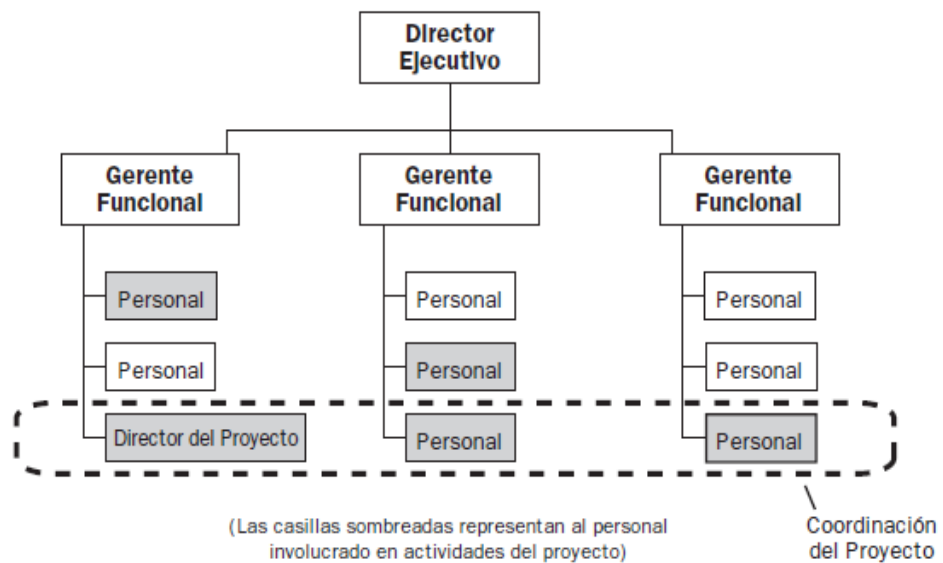 Director
Ejecutivo
Gerente
Funcional
Gerente
Funcional
Gerente
Funcional
Personal
Personal
Personal
Personal
Personal
Personal
Director del Proyecto
Personal
Personal
(Las casillas sombreadas representan al personal
involucrado en actividades del proyecto)
Coordinación
del Proyecto